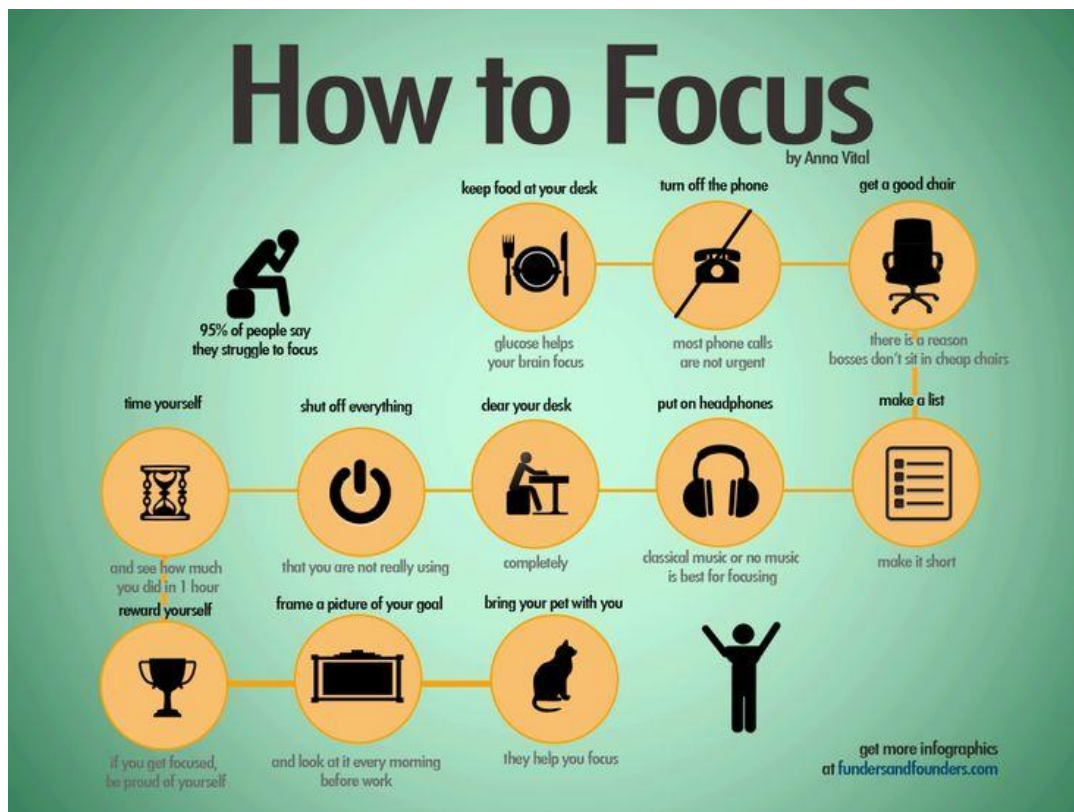 How to Focus
by Anna Vital
95% of people say
they struggle to focus
keep food at your desk
glucose helps
your brain focus
turn off the phone
most phone calls
are not urgent
get a good chair
there is a reason
bosses don't sit in cheap chairs
make a list
make it short
put on headphones
classical music or no music
is best for focusing
clear your desk
completely
shut off everything
that you are not really using
time yourself
and see how much
you did in 1 hour
reward yourself
if you get focused,
be proud of yourself
frame a picture of your goal
and look at it every morning
before work
bring your pet with you
they help you focus
get more infographics
at fundersandfounders.com